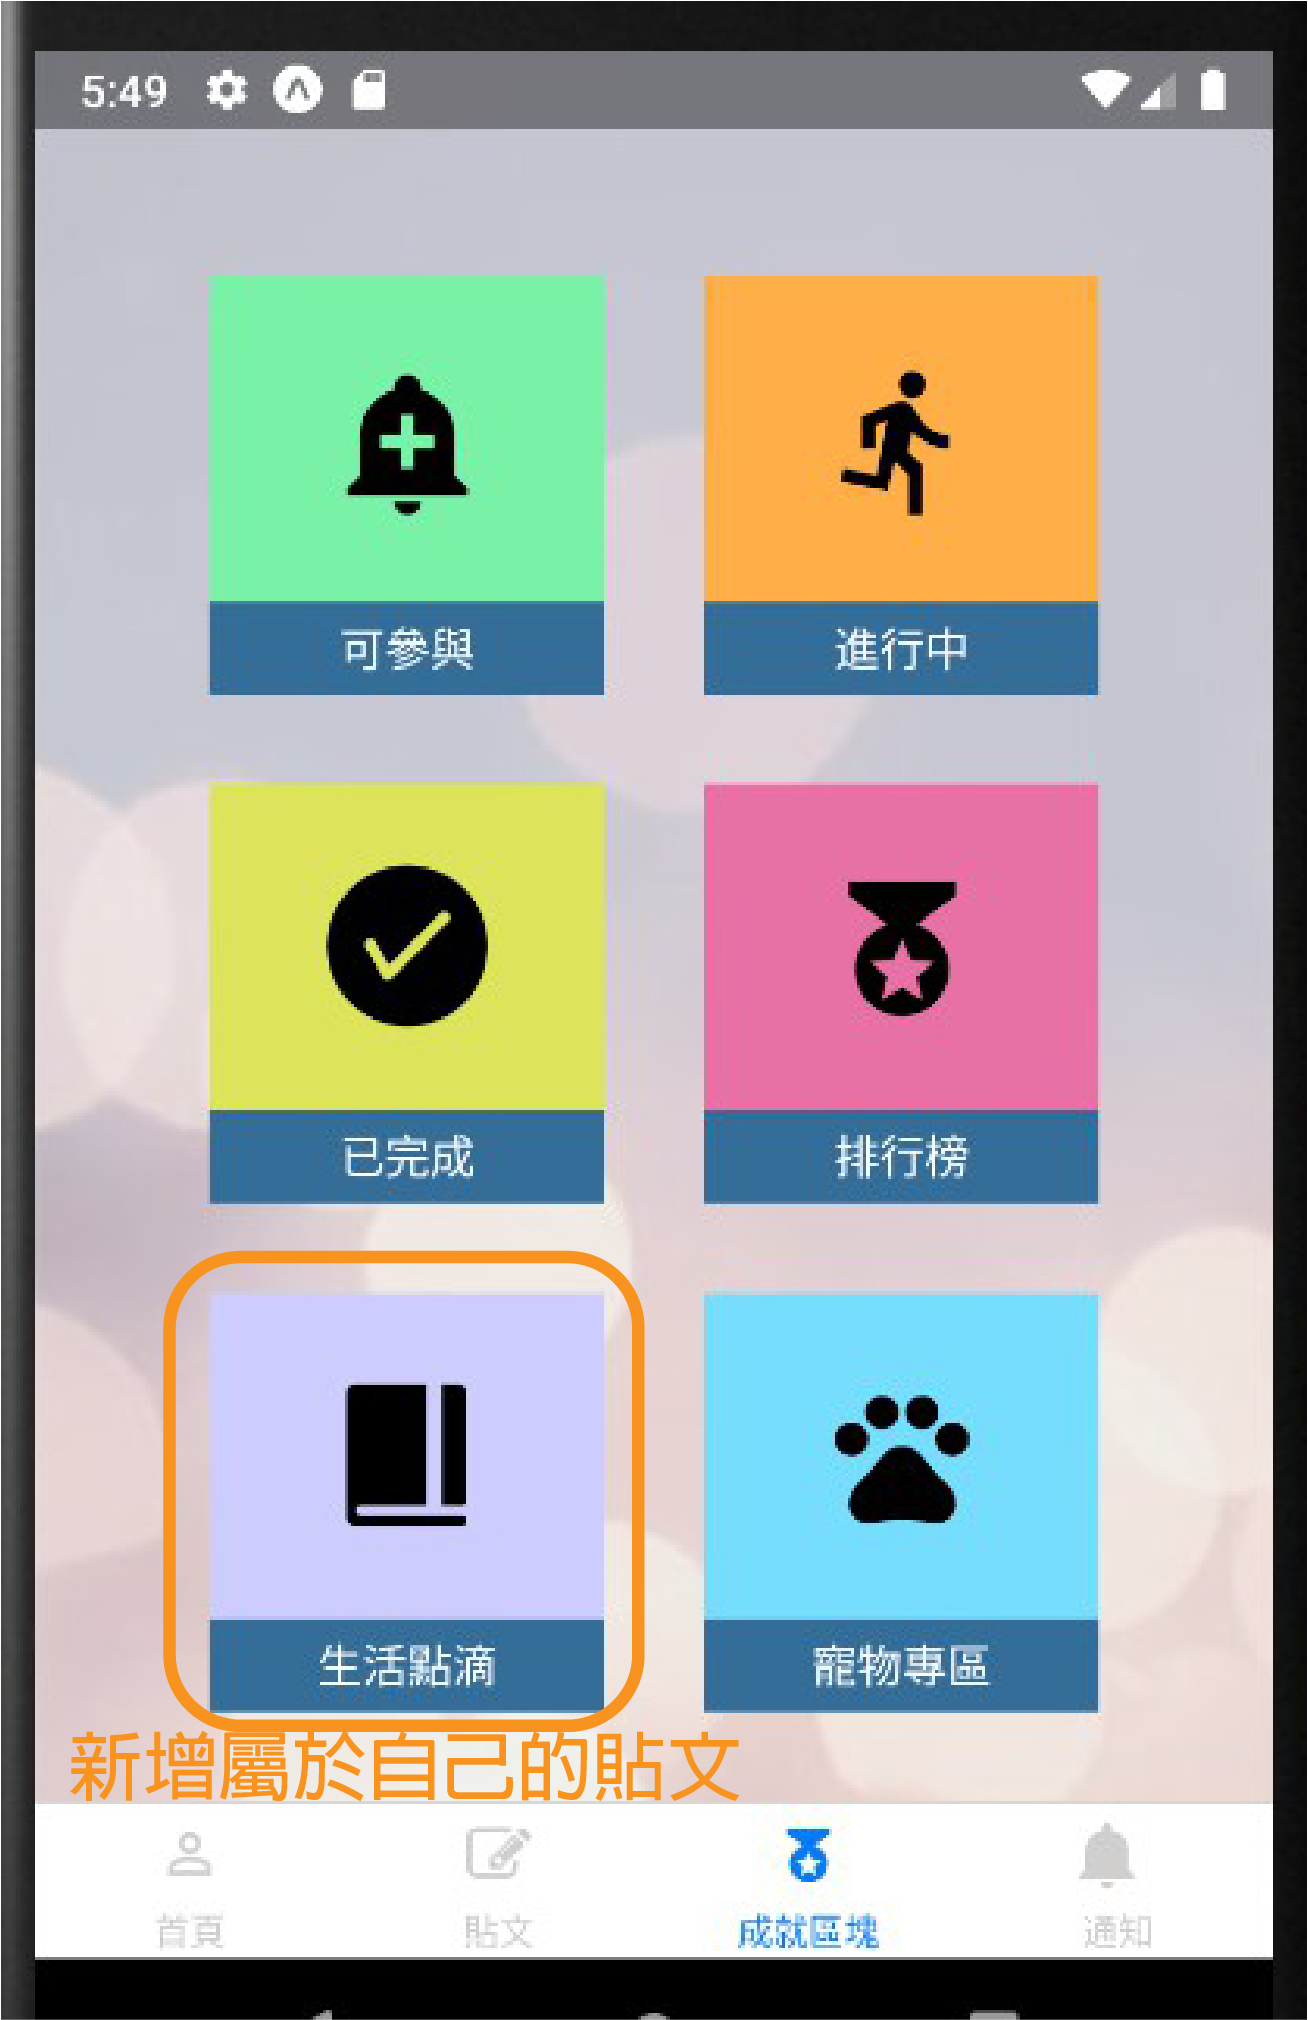 5:49
可參與
進行中
已完成
排行榜
生活點滴
寵物專區
新增屬於自己的貼文
首頁
貼文
成就區塊
通知